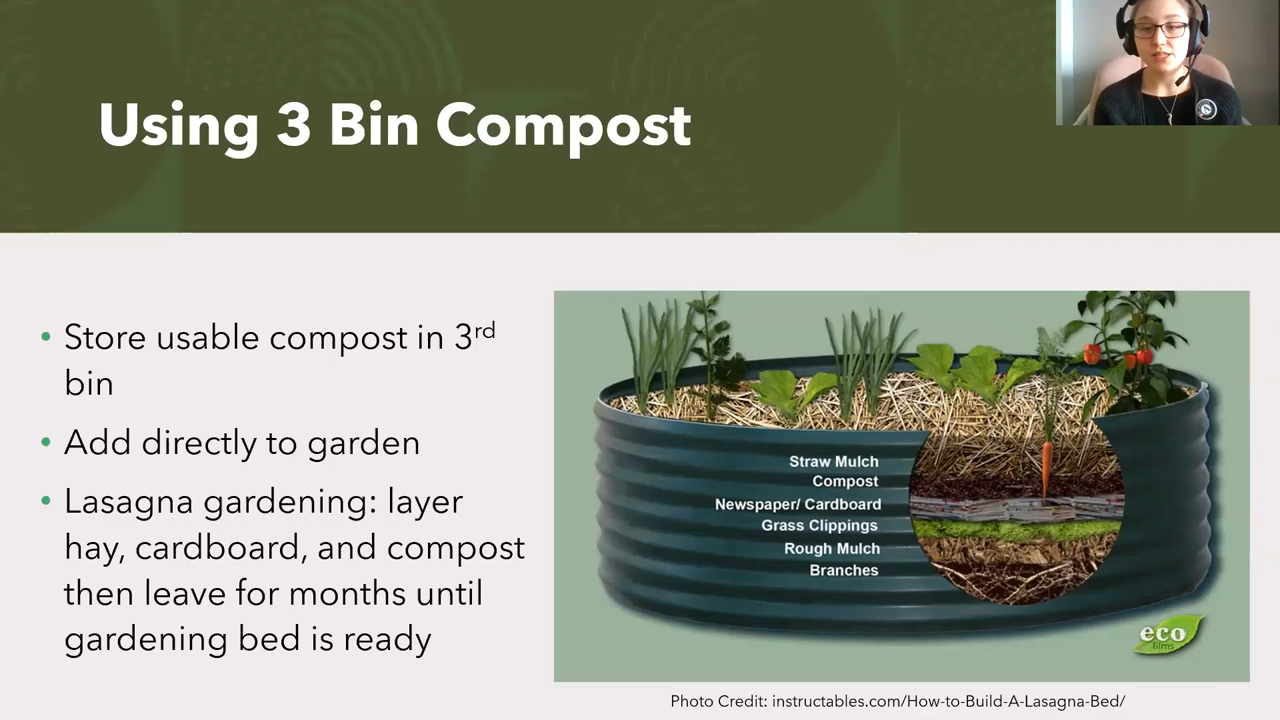 Using 3 Bin Compost
• Store usable compost in 3rd
bin
• Add directly to garden
• Lasagna gardening: layer
hay, cardboard, and compost
then leave for months until
gardening bed is ready
Straw Mulch
Compost
Newspaper/ Cardboard
Grass Clippings
Rough Mulch
Branches
eco
films
Photo Credit: instructables.com/How-to-Build-A-Lasagna-Bed/